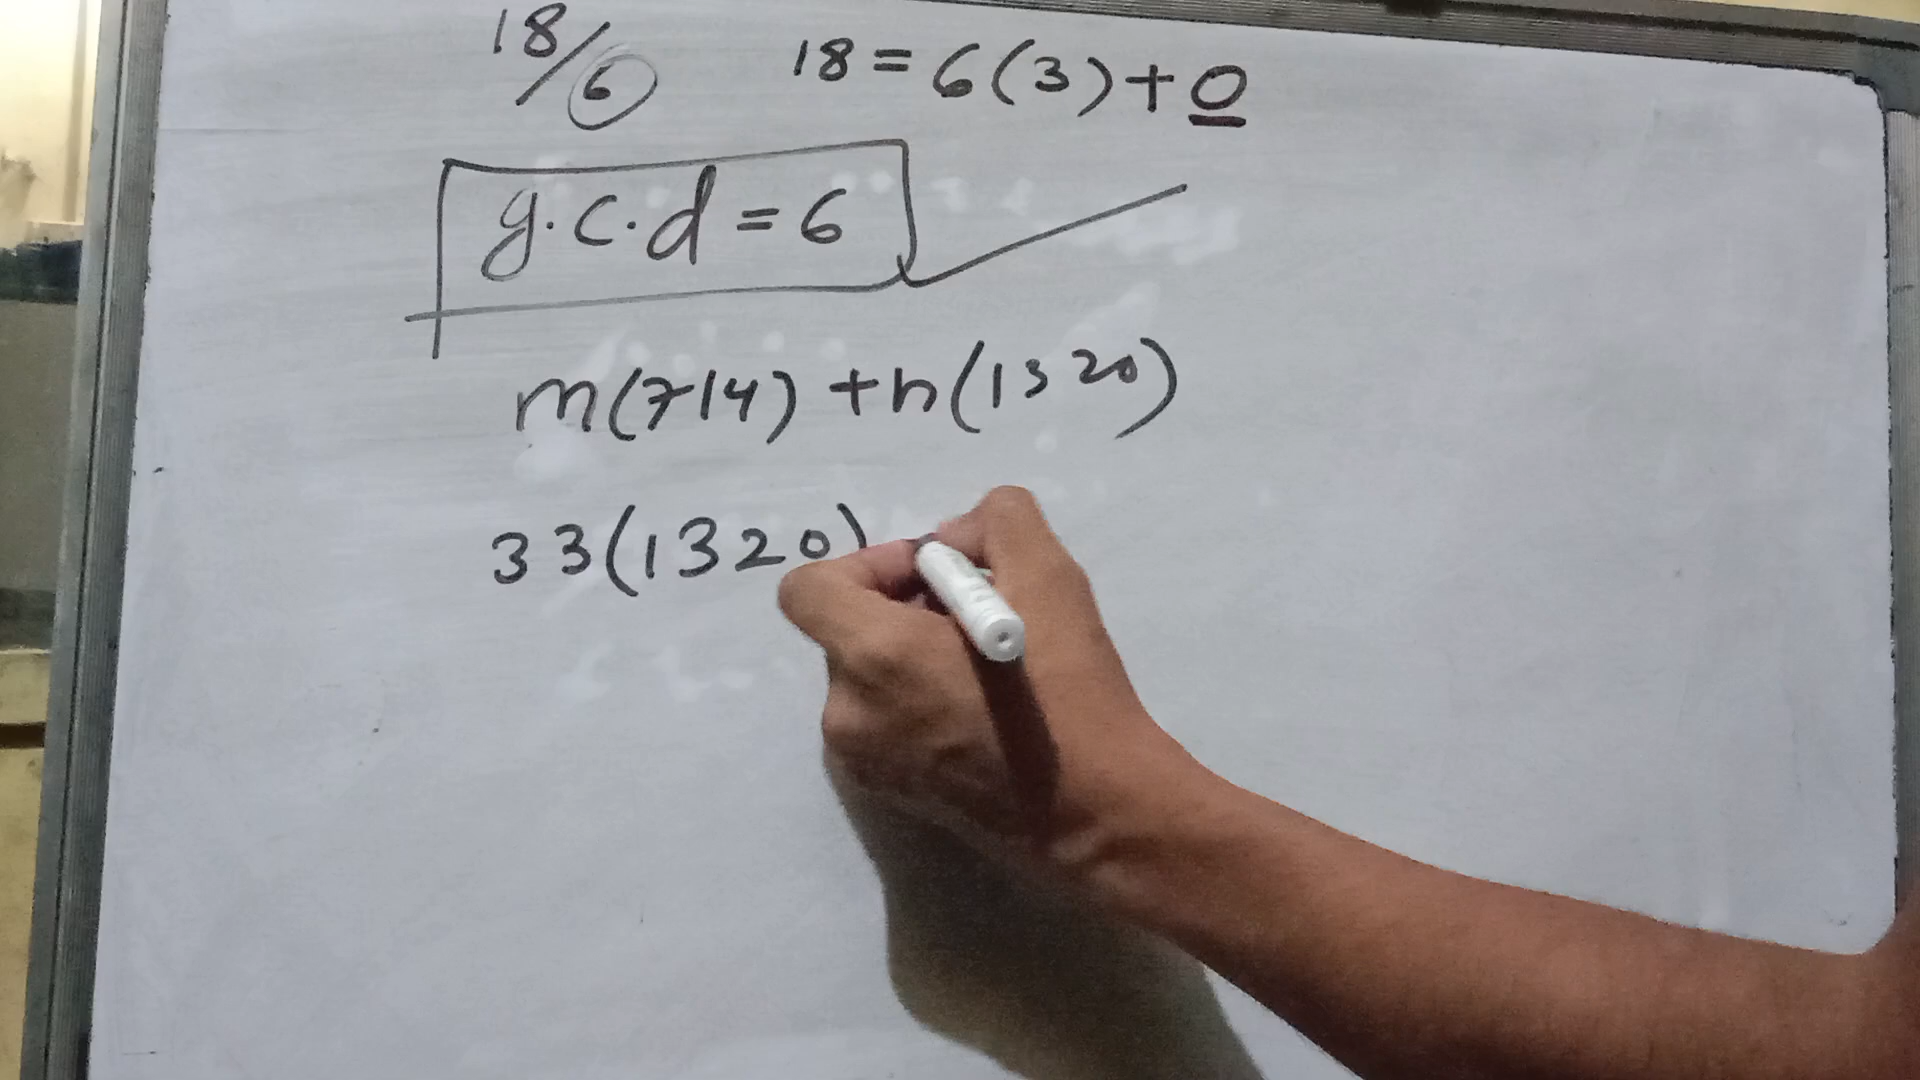 18/6 18 = 6(3)+0
g.c.d = 6
m(714) + n(1320)
33(1320)